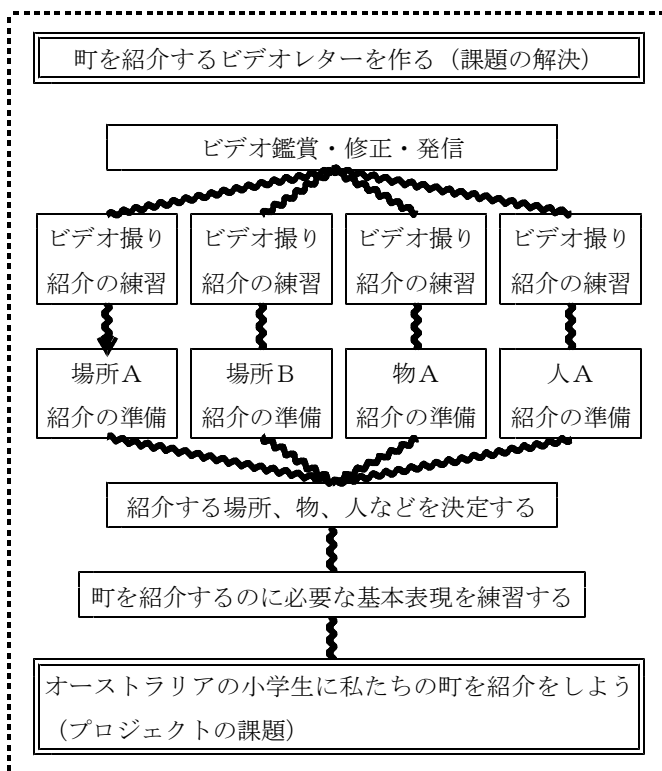 町を紹介するビデオレターを作る（課題の解決）
ビデオ鑑賞・修正・発信
ビデオ撮り
紹介の練習
ビデオ撮り
紹介の練習
ビデオ撮り
紹介の練習
ビデオ撮り
紹介の練習
場所Ａ
紹介の準備
場所Ｂ
紹介の準備
物Ａ
紹介の準備
人Ａ
紹介の準備
紹介する場所、物、人などを決定する
町を紹介するのに必要な基本表現を練習する
オーストラリアの小学生に私たちの町を紹介をしよう
（プロジェクトの課題）